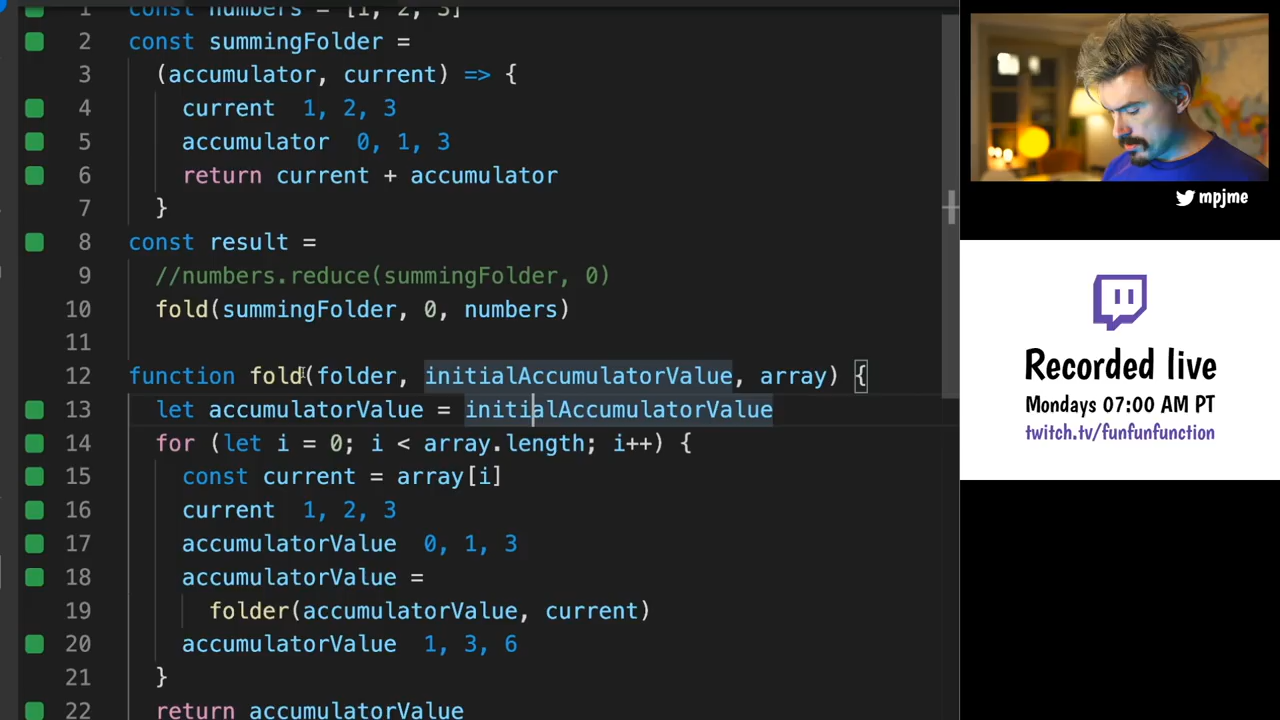 1 const numbers = [1, 2, 3]
2 const summingFolder =
3 (accumulator, current) => {
4 current 1, 2, 3
5 accumulator 0, 1, 3
6 return current + accumulator
7 }
8 const result =
9 //numbers.reduce(summingFolder, 0)
10 fold(summingFolder, 0, numbers)
11
12 function fold(folder, initialAccumulatorValue, array) {
13 let accumulatorValue = initialAccumulatorValue
14 for (let i = 0; i < array.length; i++) {
15 const current = array[i]
16 current 1, 2, 3
17 accumulatorValue 0, 1, 3
18 accumulatorValue =
19 folder(accumulatorValue, current)
20 accumulatorValue 1, 3, 6
21 }
22 return accumulatorValue
mpjme
Recorded live
Mondays 07:00 AM PT
twitch.tv/funfunfunction